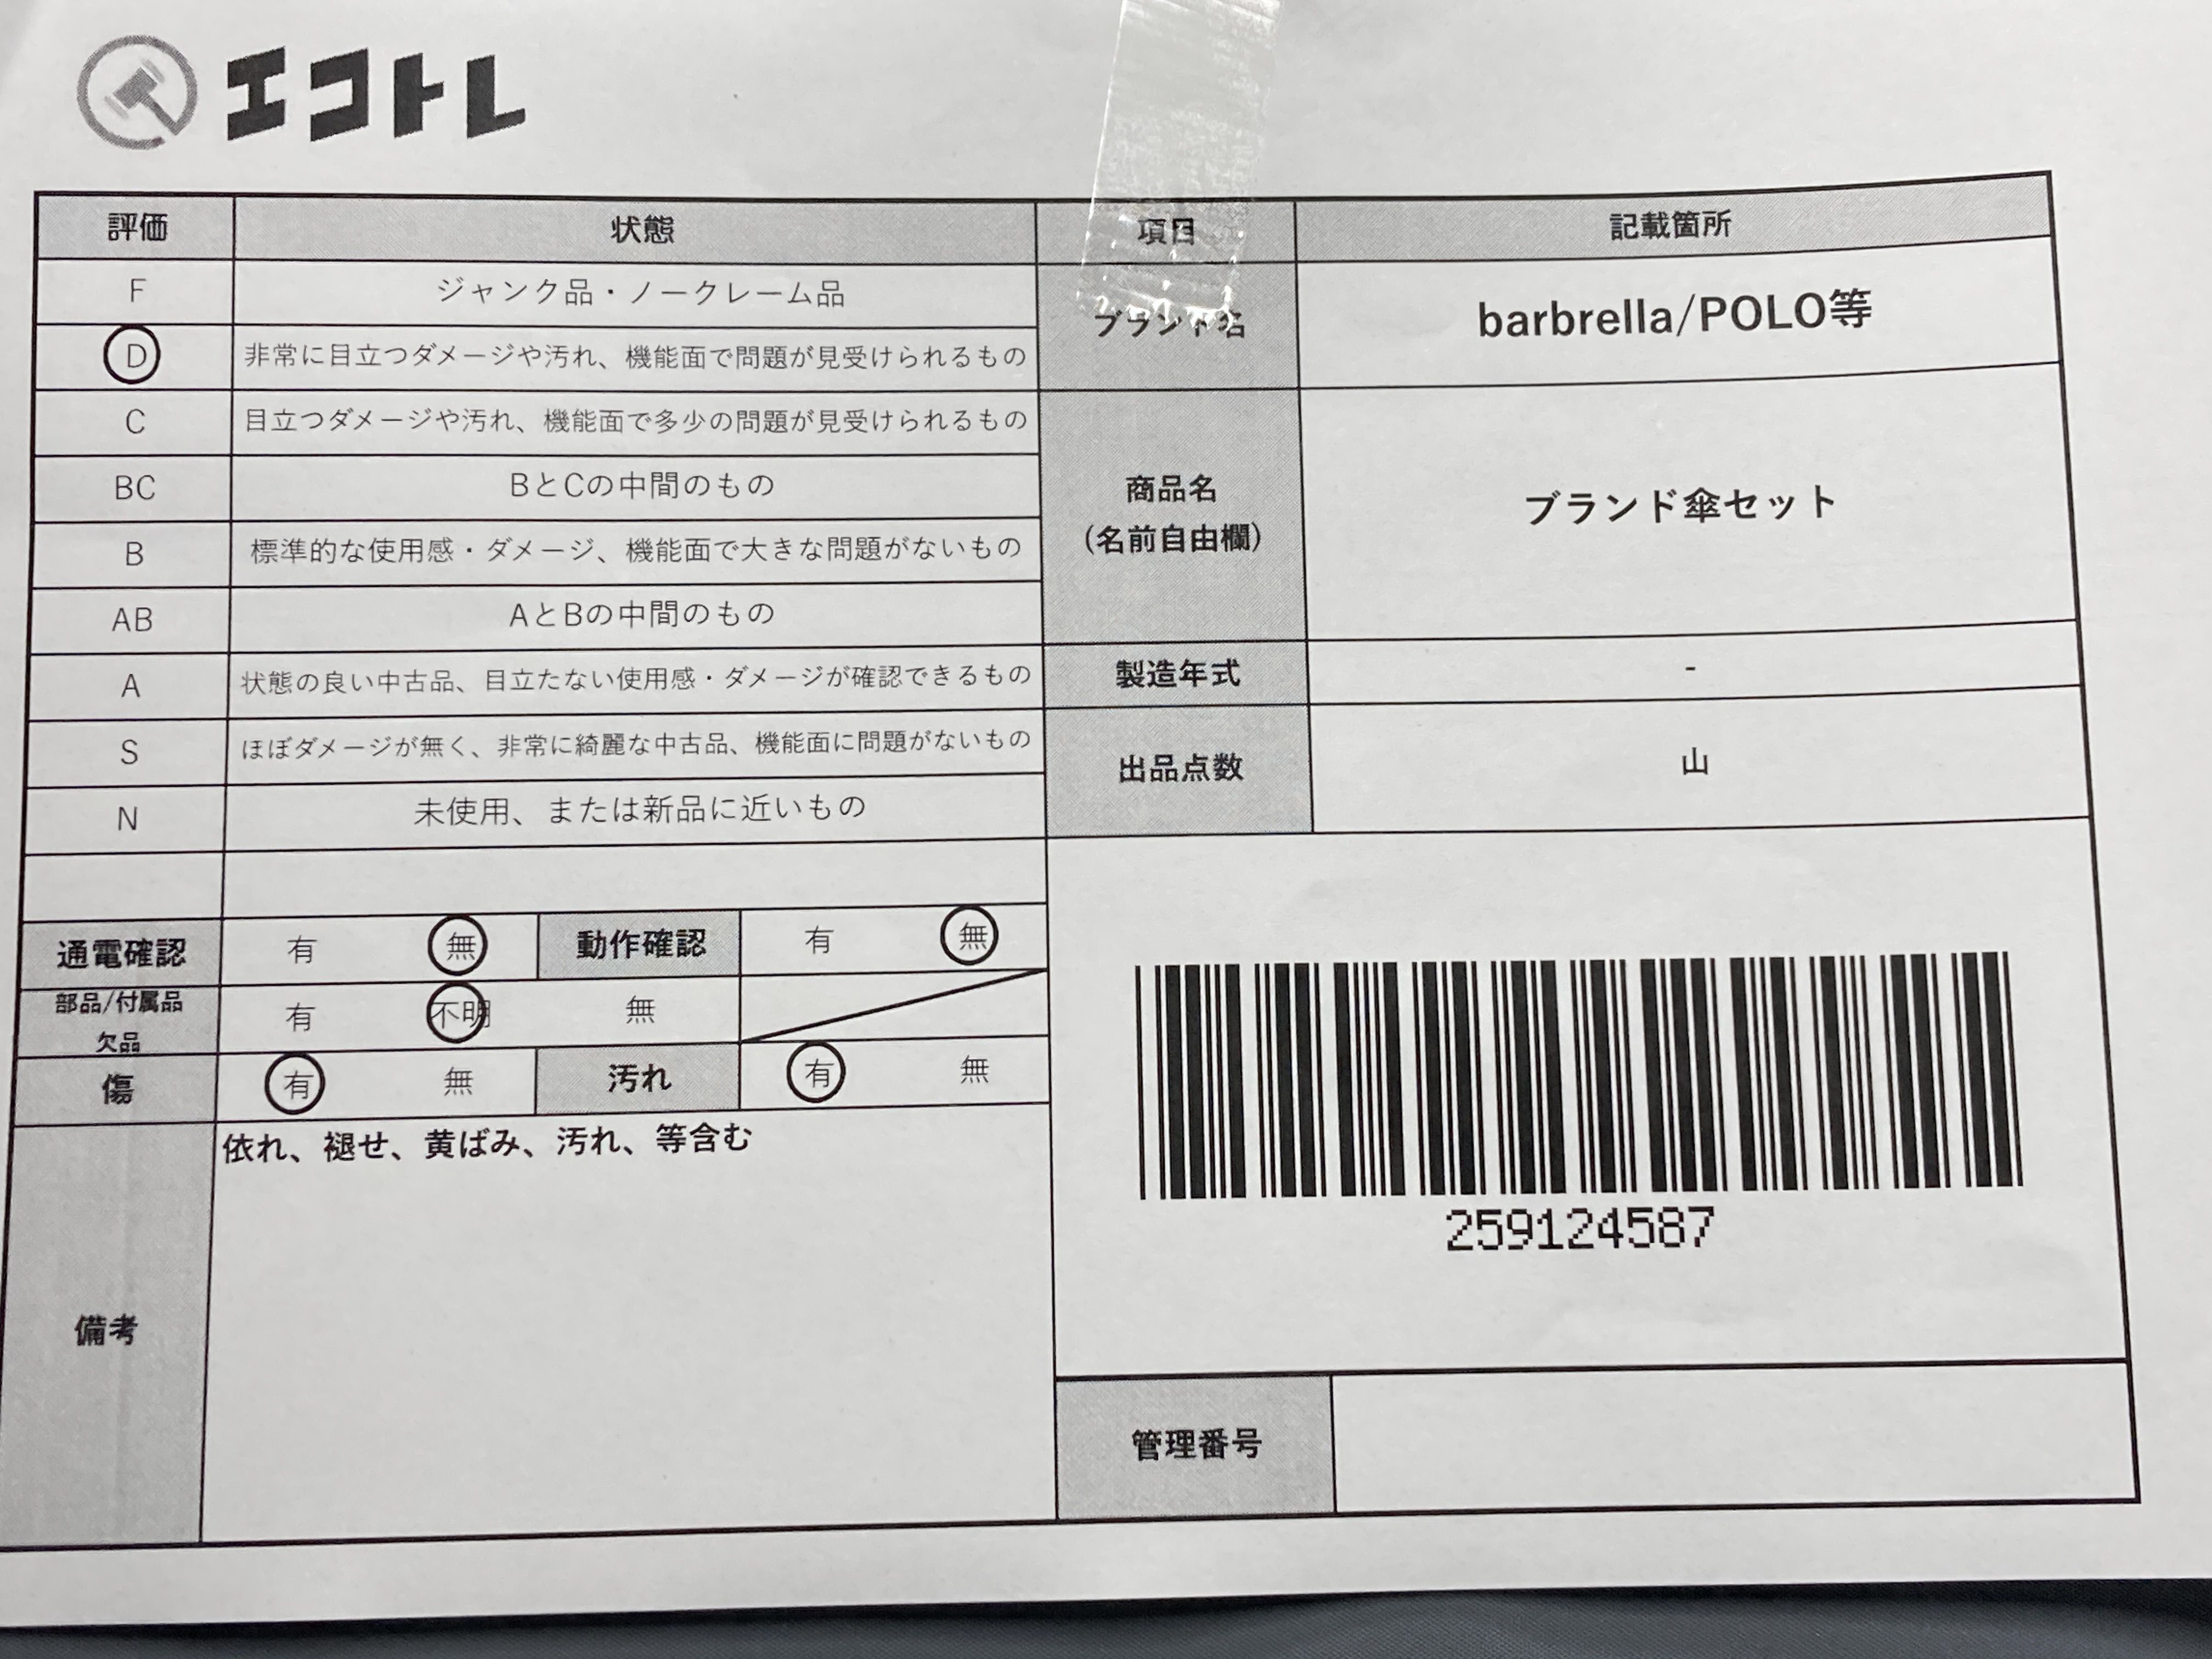 エコトレ
評価 状態
F ジャンク品・ノークレーム品
D 非常に目立つダメージや汚れ、機能面で問題が見受けられるもの
C 目立つダメージや汚れ、機能面で多少の問題が見受けられるもの
BC BとCの中間のもの
B 標準的な使用感・ダメージ、機能面で大きな問題がないもの
AB AとBの中間のもの
A 状態の良い中古品、目立たない使用感・ダメージが確認できるもの
S ほぼダメージが無く、非常に綺麗な中古品、機能面に問題がないもの
N 未使用、または新品に近いもの
通電確認 有 無 動作確認 有 無
部品/付属品
欠品 有 不明 無
傷 有 無 汚れ 有 無
備考 依れ、褪せ、黄ばみ、汚れ、等含む
項目 記載箇所
ブランド名 barbrella/POLO等
商品名
(名前自由欄) ブランド傘セット
製造年式 -
出品点数 山
259124587
管理番号